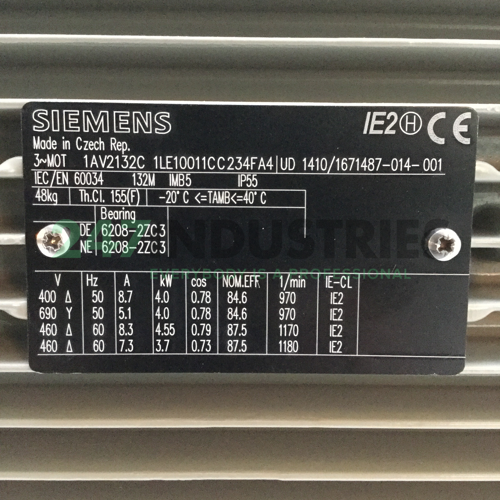 SIEMENS IE2 H CE
Made in Czech Rep.
3~MOT 1AV2132C 1LE10011CC234FA4 UD 1410/1671487-014-001
IEC/EN 60034 132M IMB5 IP55
48kg Th.Cl. 155(F) -20°C <=TAMB<=40°C
Bearing
DE 6208-2ZC3
NE 6208-2ZC3
INDUSTRIES
EVERYBODY IS A PROFESSIONAL
V Hz A kW cos NOM.EFF 1/min IE-CL
400 Δ 50 8.7 4.0 0.78 84.6 970 IE2
690 Y 50 5.1 4.0 0.78 84.6 970 IE2
460 Δ 60 8.3 4.55 0.79 87.5 1170 IE2
460 Δ 60 7.3 3.7 0.73 87.5 1180 IE2